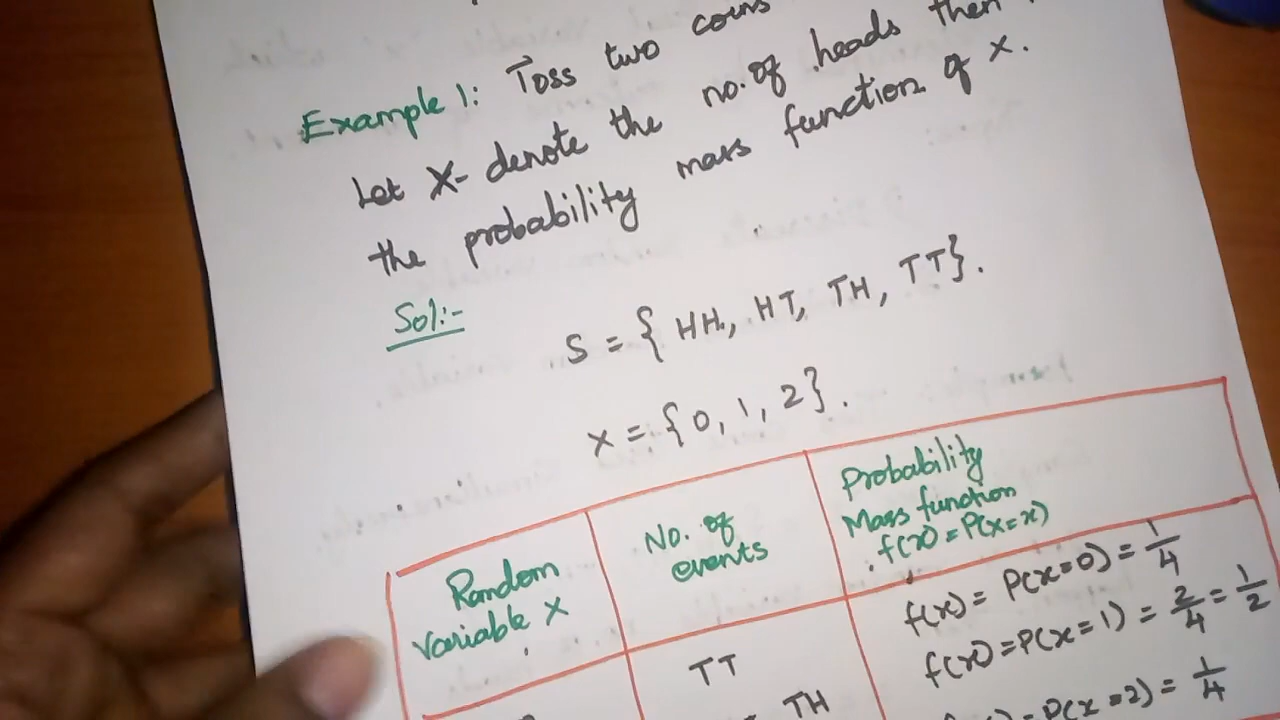 Example 1: Toss two coins
Let X- denote the no. of heads then
the probability mass function of X.
Sol:-
S = { HH, HT, TH, TT }.
X = { 0, 1, 2 }.
Random variable X
No. of events
Probability Mass function f(x) = P(X=x)
TT
f(x) = P(X=0) = 1/4
TH
f(x) = P(X=1) = 2/4 = 1/2
= P(X=2) = 1/4